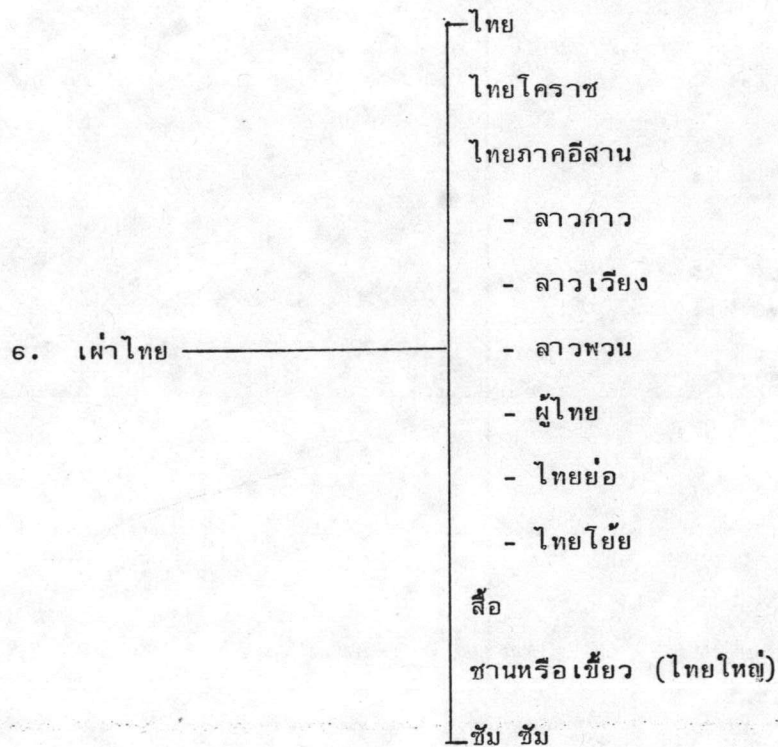 ไทย
ไทยโคราช
ไทยภาคอีสาน
- ลาวกาว
- ลาวเวียง
6. เผ่าไทย
- ลาวพวน
- ผู้ไทย
- ไทยย่อ
- ไทยโย้ย
สื้อ
ชานหรือเขี้ยว (ไทยใหญ่)
ซัม ซัม